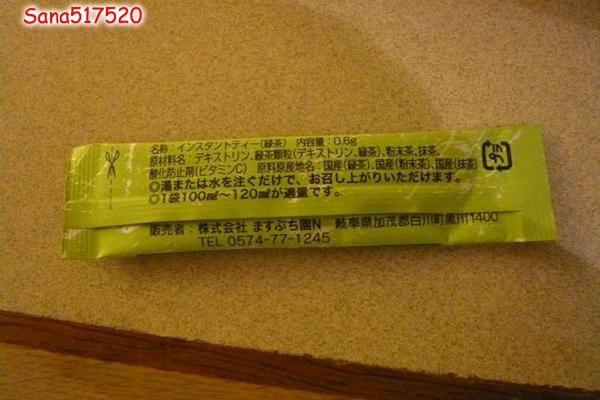 Sana517520
名称：インスタントティー(緑茶)　内容量：0.6g
原材料名：デキストリン、緑茶顆粒(デキストリン、緑茶)、粉末茶、抹茶、
酸化防止剤(ビタミンC)　原料原産地名：国産(緑茶)、国産(粉末茶)、国産(抹茶)
◎湯または水を注ぐだけで、お召し上がりいただけます。
◎1袋100mℓ～120mℓが適量です。
プラ
販売者：株式会社 ますぶち園N　岐阜県加茂郡白川町黒川1400
TEL 0574-77-1245